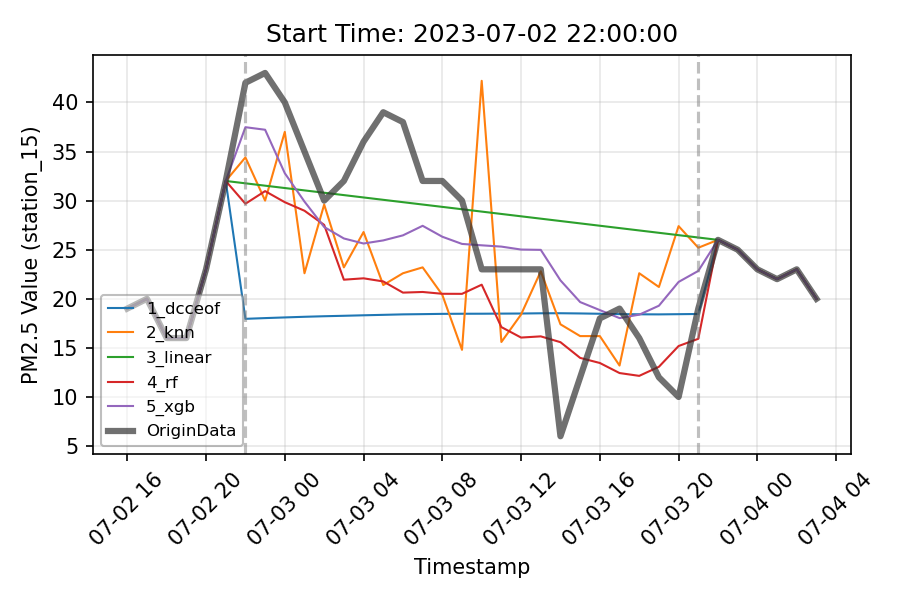 Start Time: 2023-07-02 22:00:00
PM2.5 Value (station_15)
40
35
30
25
20
15
10
5
1_dcceof
2_knn
3_linear
4_rf
5_xgb
OriginData
07-02 16
07-02 20
07-03 00
07-03 04
07-03 08
07-03 12
07-03 16
07-03 20
07-04 00
07-04 04
Timestamp